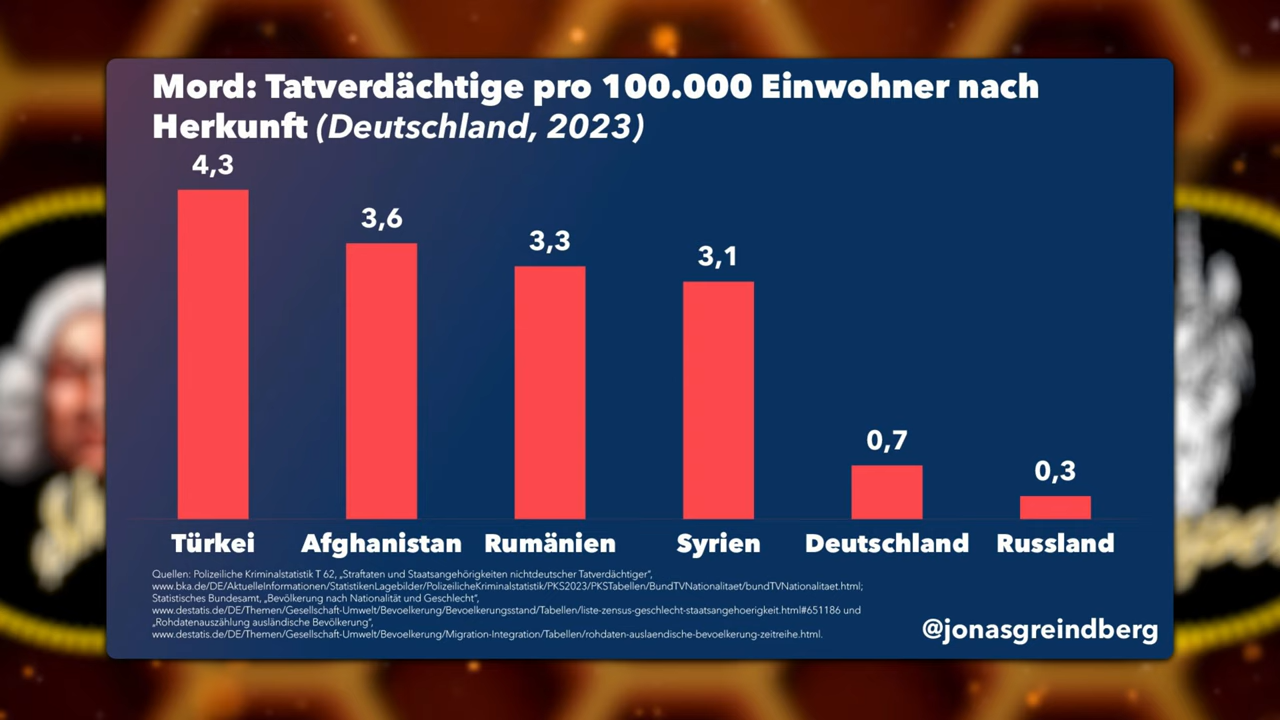 Mord: Tatverdächtige pro 100.000 Einwohner nach
Herkunft (Deutschland, 2023)
4,3
3,6
3,3
3,1
0,7
0,3
Türkei
Afghanistan
Rumänien
Syrien
Deutschland
Russland
Quellen: Polizeiliche Kriminalstatistik T 62, „Straftaten und Staatsangehörigkeiten nichtdeutscher Tatverdächtiger“,
www.bka.de/DE/AktuelleInformationen/StatistikenLagebilder/PolizeilicheKriminalstatistik/PKS2023/PKSTabellen/BundTVNationalitaet/bundTVNationalitaet.html;
Statistisches Bundesamt, „Bevölkerung nach Nationalität und Geschlecht“,
www.destatis.de/DE/Themen/Gesellschaft-Umwelt/Bevoelkerung/Bevoelkerungsstand/Tabellen/liste-zensus-geschlecht-staatsangehoerigkeit.html#651186 und
„Rohdatenauszählung ausländische Bevölkerung“,
www.destatis.de/DE/Themen/Gesellschaft-Umwelt/Bevoelkerung/Migration-Integration/Tabellen/rohdaten-auslaendische-bevoelkerung-zeitreihe.html.
@jonasgreindberg